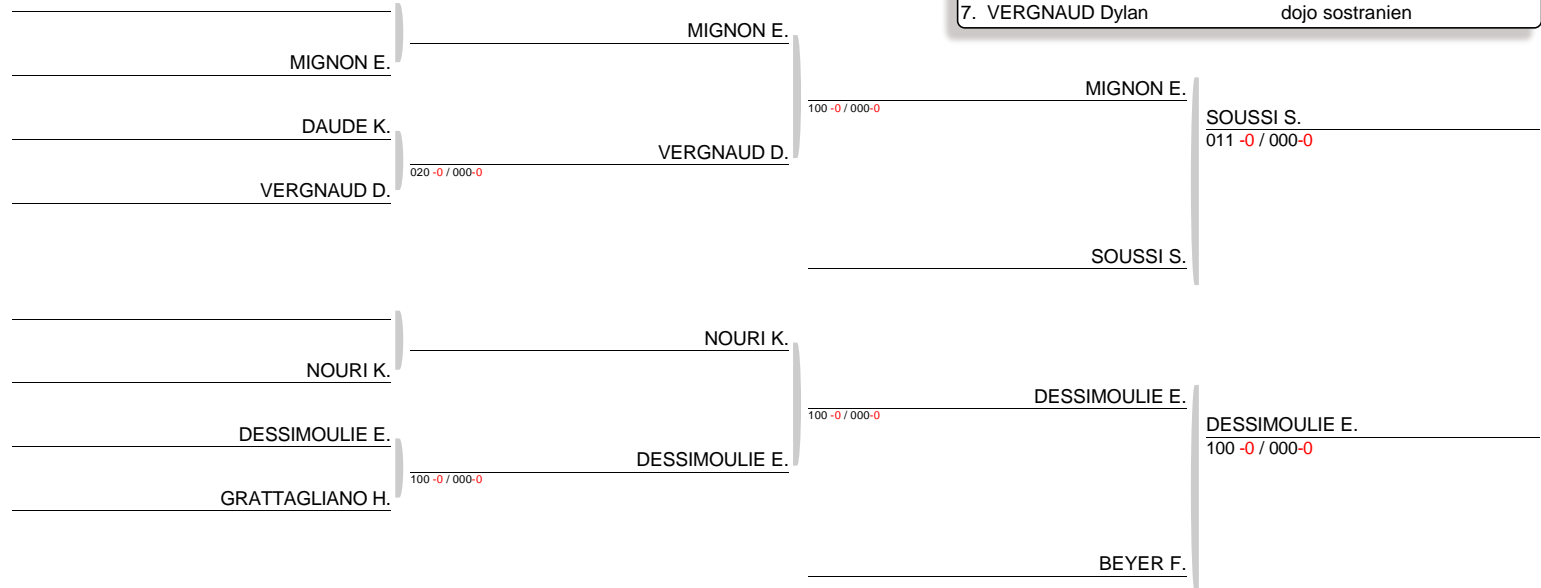 7. VERGNAUD Dylan dojo sostranien
MIGNON E.
MIGNON E.
MIGNON E.
100 -0 / 000-0
SOUSSI S.
011 -0 / 000-0
DAUDE K.
VERGNAUD D.
020 -0 / 000-0
VERGNAUD D.
SOUSSI S.
NOURI K.
NOURI K.
DESSIMOULIE E.
100 -0 / 000-0
DESSIMOULIE E.
100 -0 / 000-0
DESSIMOULIE E.
DESSIMOULIE E.
100 -0 / 000-0
GRATTAGLIANO H.
BEYER F.